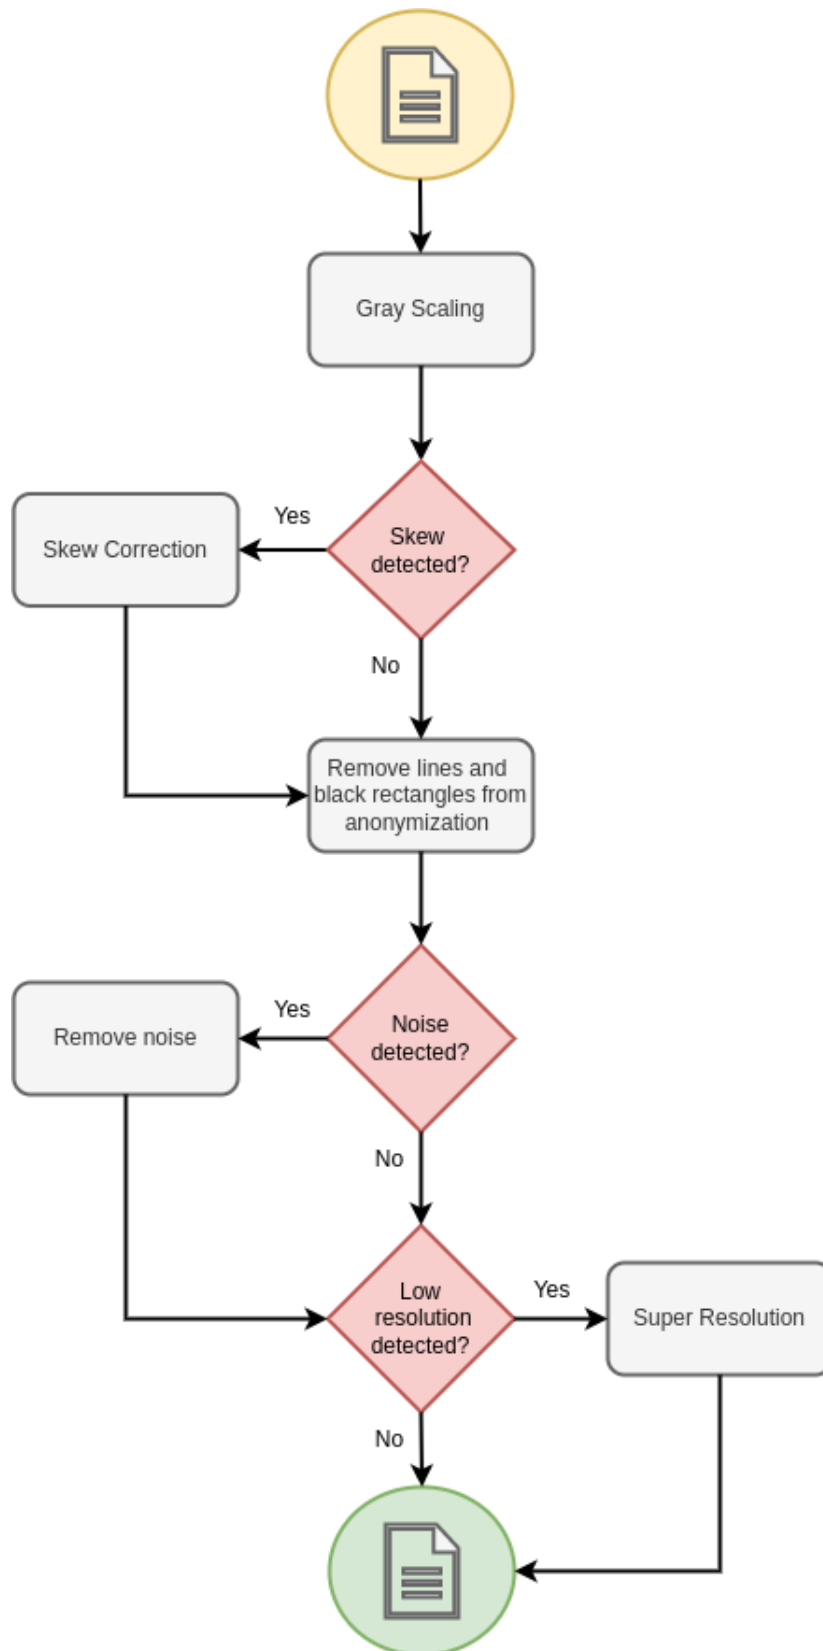 Gray Scaling
Yes
Skew Correction
Skew
detected?
No
Remove lines and
black rectangles from
anonymization
Yes
Remove noise
Noise
detected?
No
Low
resolution
detected?
Yes
Super Resolution
No